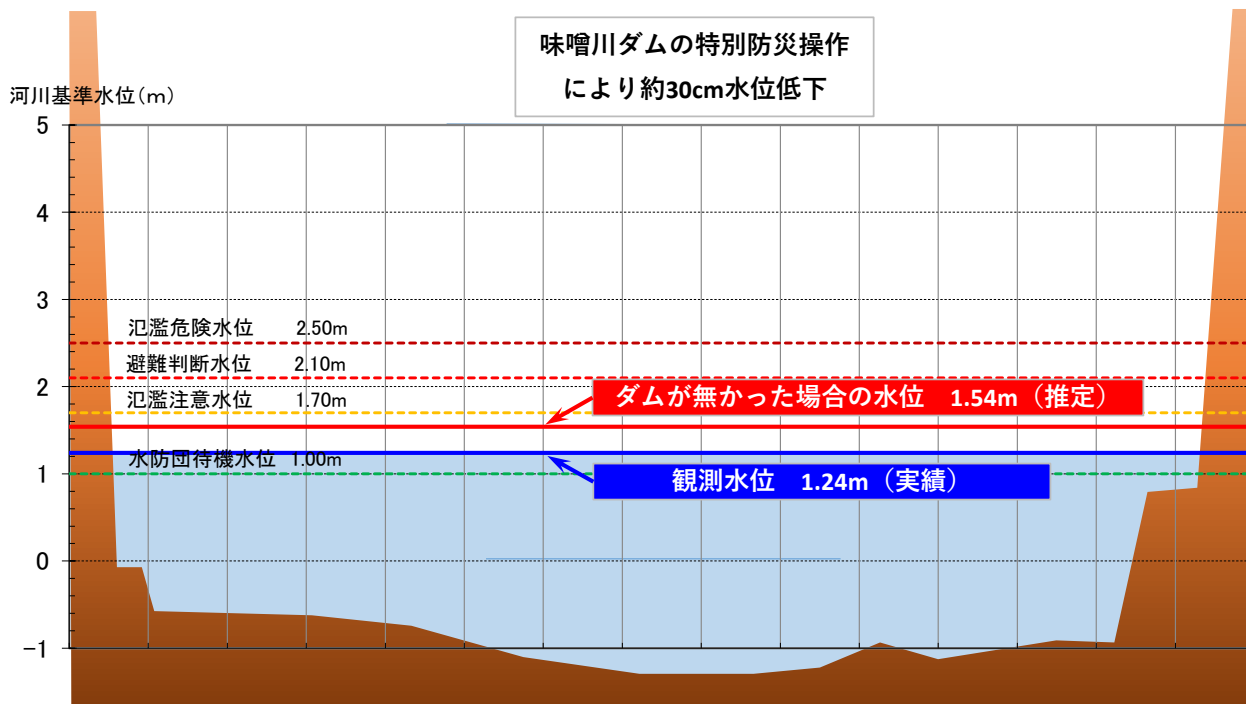 味噌川ダムの特別防災操作
により約30cm水位低下
河川基準水位(m)
5
4
3
氾濫危険水位 2.50m
避難判断水位 2.10m
2
氾濫注意水位 1.70m
ダムが無かった場合の水位 1.54m（推定）
水防団待機水位 1.00m
1
観測水位 1.24m（実績）
0
-1